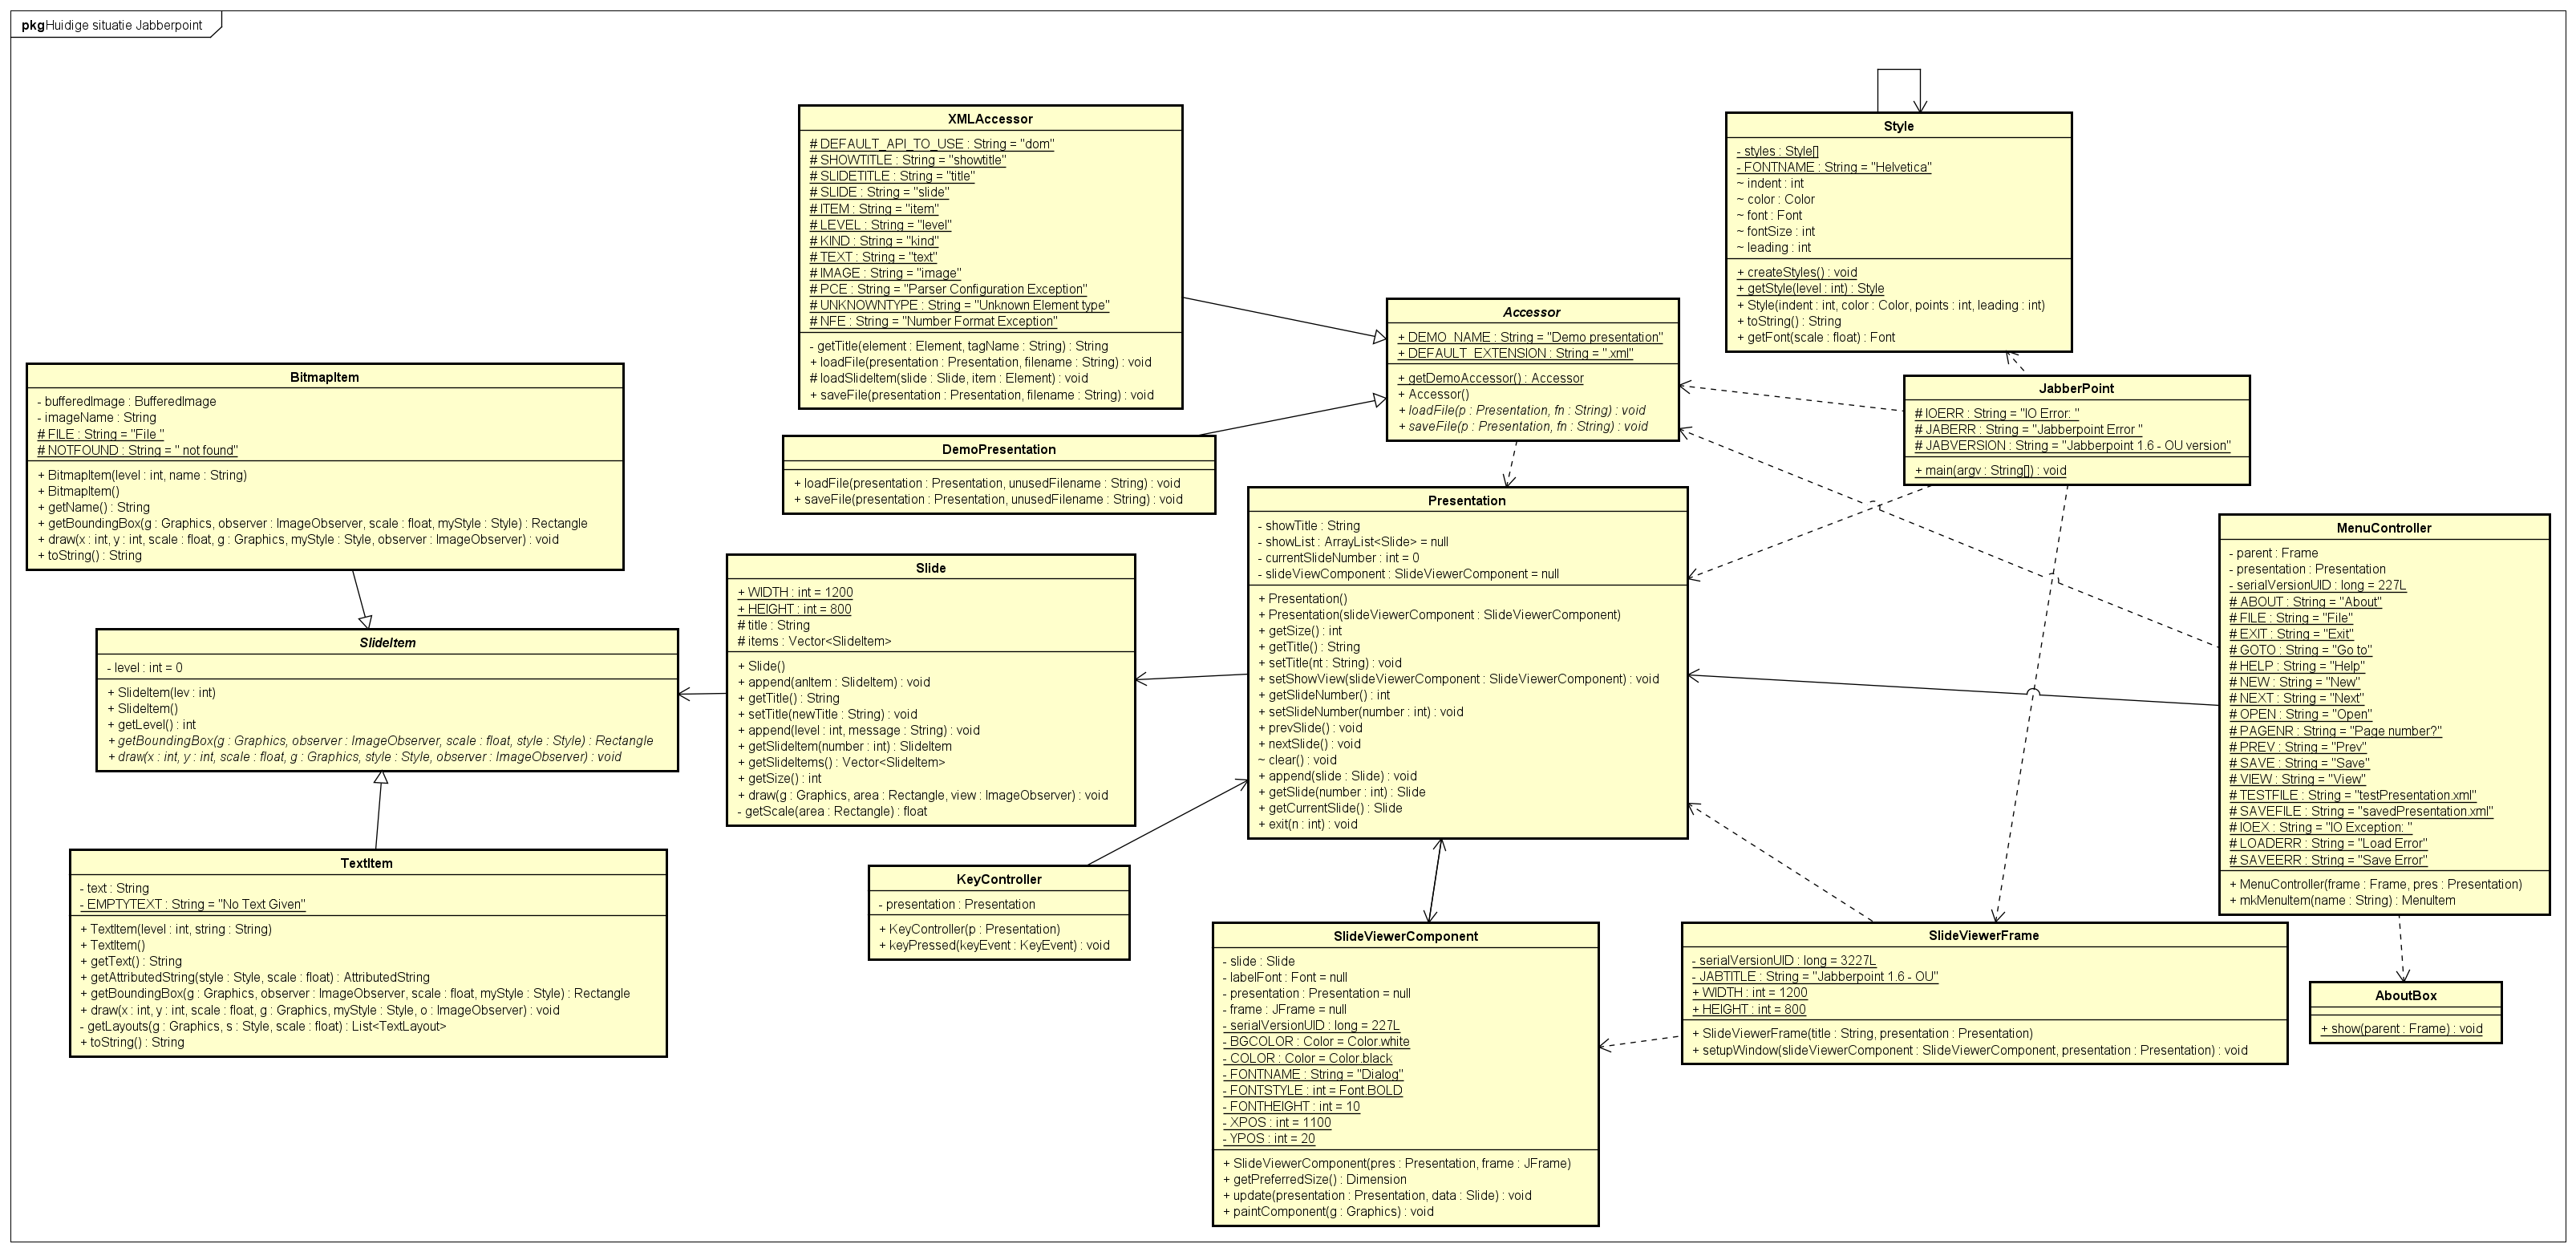 pkg Huidige situatie Jabberpoint
XMLAccessor
# DEFAULT_API_TO_USE : String = "dom"
# SHOWTITLE : String = "showtitle"
# SLIDETITLE : String = "title"
# SLIDE : String = "slide"
# ITEM : String = "item"
# LEVEL : String = "level"
# KIND : String = "kind"
# TEXT : String = "text"
# IMAGE : String = "image"
# PCE : String = "Parser Configuration Exception"
# UNKNOWNTYPE : String = "Unknown Element type"
# NFE : String = "Number Format Exception"
- getTitle(element : Element, tagName : String) : String
+ loadFile(presentation : Presentation, filename : String) : void
# loadSlideItem(slide : Slide, item : Element) : void
+ saveFile(presentation : Presentation, filename : String) : void
Style
- styles : Style[]
- FONTNAME : String = "Helvetica"
~ indent : int
~ color : Color
~ font : Font
~ fontSize : int
~ leading : int
+ createStyles() : void
+ getStyle(level : int) : Style
+ Style(indent : int, color : Color, points : int, leading : int)
+ toString() : String
+ getFont(scale : float) : Font
Accessor
+ DEMO_NAME : String = "Demo presentation"
+ DEFAULT_EXTENSION : String = ".xml"
+ getDemoAccessor() : Accessor
+ Accessor()
+ loadFile(p : Presentation, fn : String) : void
+ saveFile(p : Presentation, fn : String) : void
BitmapItem
- bufferedImage : BufferedImage
- imageName : String
# FILE : String = "File "
# NOTFOUND : String = " not found"
+ BitmapItem(level : int, name : String)
+ BitmapItem()
+ getName() : String
+ getBoundingBox(g : Graphics, observer : ImageObserver, scale : float, myStyle : Style) : Rectangle
+ draw(x : int, y : int, scale : float, g : Graphics, myStyle : Style, observer : ImageObserver) : void
+ toString() : String
JabberPoint
# IOERR : String = "IO Error: "
# JABERR : String = "Jabberpoint Error "
# JABVERSION : String = "Jabberpoint 1.6 - OU version"
+ main(argv : String[]) : void
DemoPresentation
+ loadFile(presentation : Presentation, unusedFilename : String) : void
+ saveFile(presentation : Presentation, unusedFilename : String) : void
Presentation
- showTitle : String
- showList : ArrayList<Slide> = null
- currentSlideNumber : int = 0
- slideViewComponent : SlideViewerComponent = null
+ Presentation()
+ Presentation(slideViewerComponent : SlideViewerComponent)
+ getSize() : int
+ getTitle() : String
+ setTitle(nt : String) : void
+ setShowView(slideViewerComponent : SlideViewerComponent) : void
+ getSlideNumber() : int
+ setSlideNumber(number : int) : void
+ prevSlide() : void
+ nextSlide() : void
~ clear() : void
+ append(slide : Slide) : void
+ getSlide(number : int) : Slide
+ getCurrentSlide() : Slide
+ exit(n : int) : void
MenuController
- parent : Frame
- presentation : Presentation
- serialVersionUID : long = 227L
# ABOUT : String = "About"
# FILE : String = "File"
# EXIT : String = "Exit"
# GOTO : String = "Go to"
# HELP : String = "Help"
# NEW : String = "New"
# NEXT : String = "Next"
# OPEN : String = "Open"
# PAGENR : String = "Page number?"
# PREV : String = "Prev"
# SAVE : String = "Save"
# VIEW : String = "View"
# TESTFILE : String = "testPresentation.xml"
# SAVEFILE : String = "savedPresentation.xml"
# IOEX : String = "IO Exception: "
# LOADERR : String = "Load Error"
# SAVEERR : String = "Save Error"
+ MenuController(frame : Frame, pres : Presentation)
+ mkMenuItem(name : String) : MenuItem
Slide
+ WIDTH : int = 1200
+ HEIGHT : int = 800
# title : String
# items : Vector<SlideItem>
+ Slide()
+ append(anItem : SlideItem) : void
+ getTitle() : String
+ setTitle(newTitle : String) : void
+ append(level : int, message : String) : void
+ getSlideItem(number : int) : SlideItem
+ getSlideItems() : Vector<SlideItem>
+ getSize() : int
+ draw(g : Graphics, area : Rectangle, view : ImageObserver) : void
- getScale(area : Rectangle) : float
SlideItem
- level : int = 0
+ SlideItem(lev : int)
+ SlideItem()
+ getLevel() : int
+ getBoundingBox(g : Graphics, observer : ImageObserver, scale : float, style : Style) : Rectangle
+ draw(x : int, y : int, scale : float, g : Graphics, style : Style, observer : ImageObserver) : void
TextItem
- text : String
- EMPTYTEXT : String = "No Text Given"
+ TextItem(level : int, string : String)
+ TextItem()
+ getText() : String
+ getAttributedString(style : Style, scale : float) : AttributedString
+ getBoundingBox(g : Graphics, observer : ImageObserver, scale : float, myStyle : Style) : Rectangle
+ draw(x : int, y : int, scale : float, g : Graphics, myStyle : Style, o : ImageObserver) : void
- getLayouts(g : Graphics, s : Style, scale : float) : List<TextLayout>
+ toString() : String
KeyController
- presentation : Presentation
+ KeyController(p : Presentation)
+ keyPressed(keyEvent : KeyEvent) : void
SlideViewerComponent
- slide : Slide
- labelFont : Font = null
- presentation : Presentation = null
- frame : JFrame = null
- serialVersionUID : long = 227L
- BGCOLOR : Color = Color.white
- COLOR : Color = Color.black
- FONTNAME : String = "Dialog"
- FONTSTYLE : int = Font.BOLD
- FONTHEIGHT : int = 10
- XPOS : int = 1100
- YPOS : int = 20
+ SlideViewerComponent(pres : Presentation, frame : JFrame)
+ getPreferredSize() : Dimension
+ update(presentation : Presentation, data : Slide) : void
+ paintComponent(g : Graphics) : void
SlideViewerFrame
- serialVersionUID : long = 3227L
- JABTITLE : String = "Jabberpoint 1.6 - OU"
+ WIDTH : int = 1200
+ HEIGHT : int = 800
+ SlideViewerFrame(title : String, presentation : Presentation)
+ setupWindow(slideViewerComponent : SlideViewerComponent, presentation : Presentation) : void
AboutBox
+ show(parent : Frame) : void